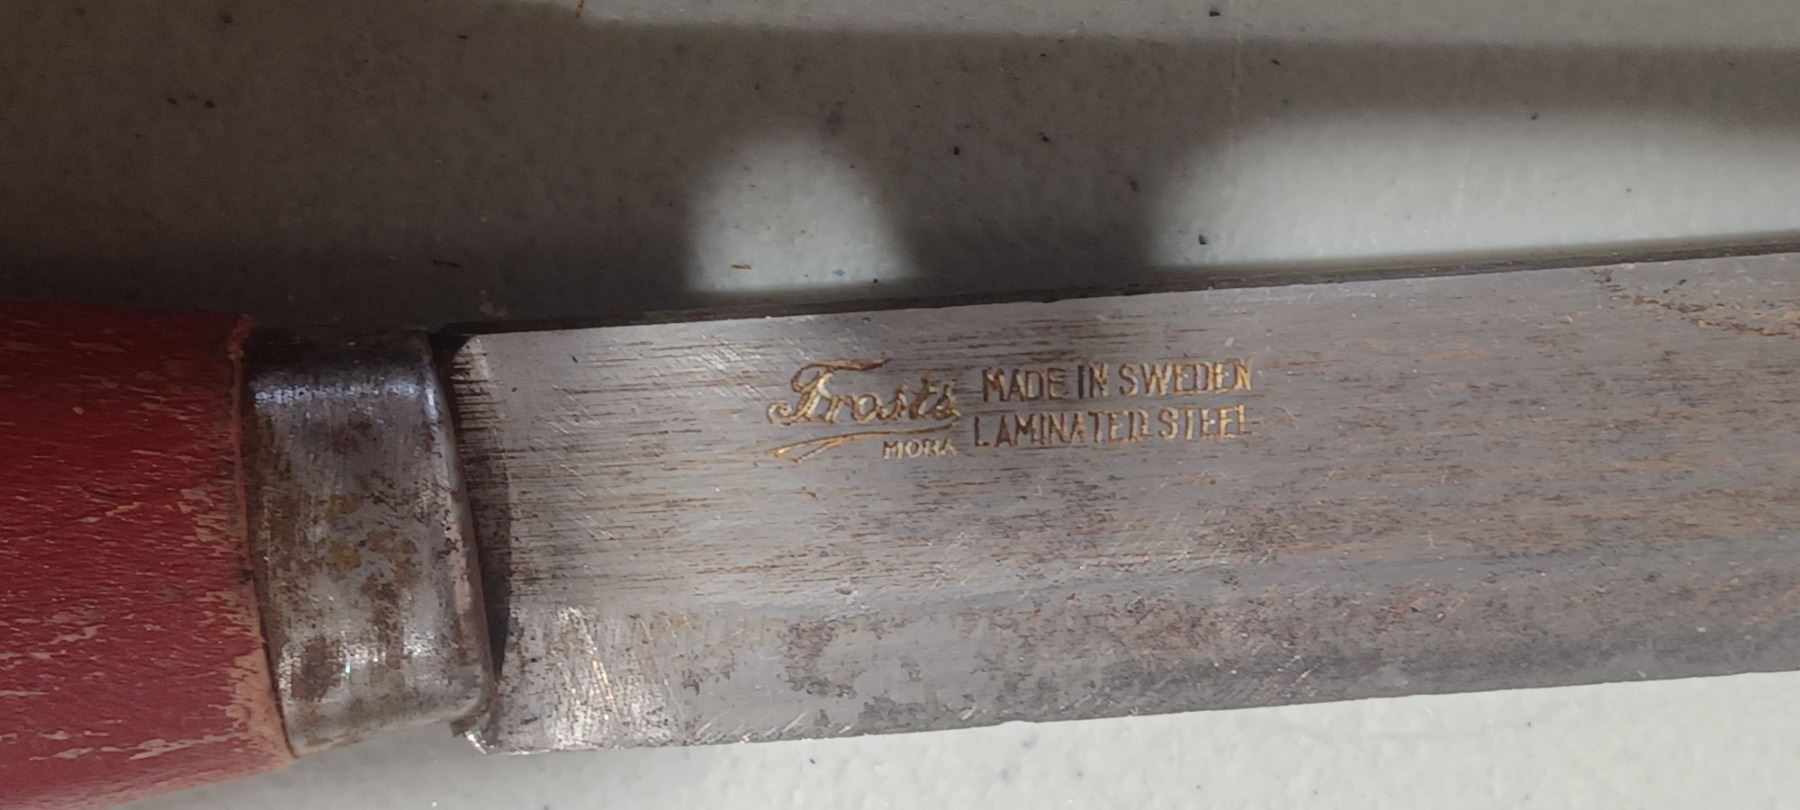 Frosts
MORA
MADE IN SWEDEN
LAMINATED STEEL